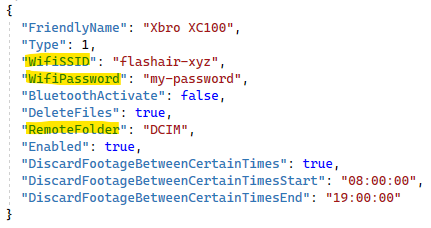 {
"FriendlyName": "Xbro XC100",
"Type": 1,
"WifiSSID": "flashair-xyz",
"WifiPassword": "my-password",
"BluetoothActivate": false,
"DeleteFiles": true,
"RemoteFolder": "DCIM",
"Enabled": true,
"DiscardFootageBetweenCertainTimes": true,
"DiscardFootageBetweenCertainTimesStart": "08:00:00",
"DiscardFootageBetweenCertainTimesEnd": "19:00:00"
}